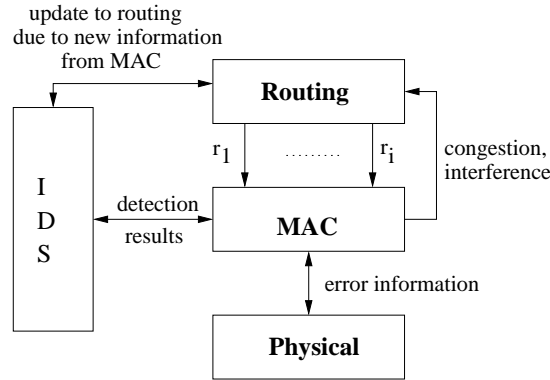 update to routing
due to new information
from MAC
Routing
r1
.........
ri
congestion,
interference
I
D
S
detection
results
MAC
error information
Physical